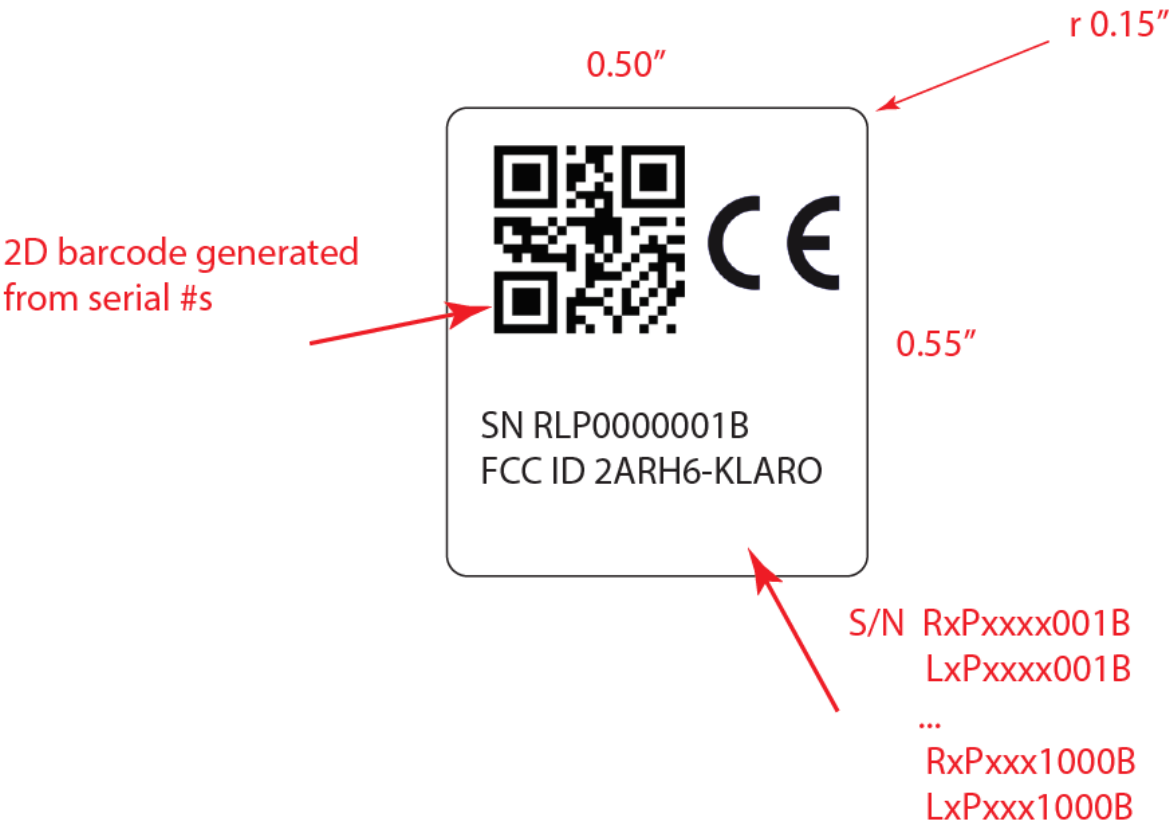 r 0.15”
0.50”
CE
2D barcode generated
from serial #s
0.55”
SN RLP0000001B
FCC ID 2ARH6-KLARO
S/N RxPxxxx001B
LxPxxxx001B
...
RxPxxx1000B
LxPxxx1000B